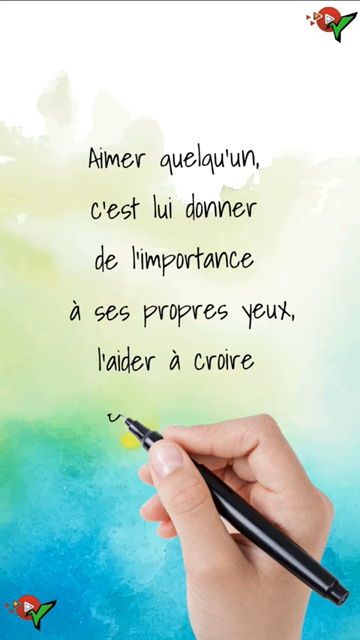 Aimer quelqu'un,
c'est lui donner
de l'importance
à ses propres yeux,
l'aider à croire